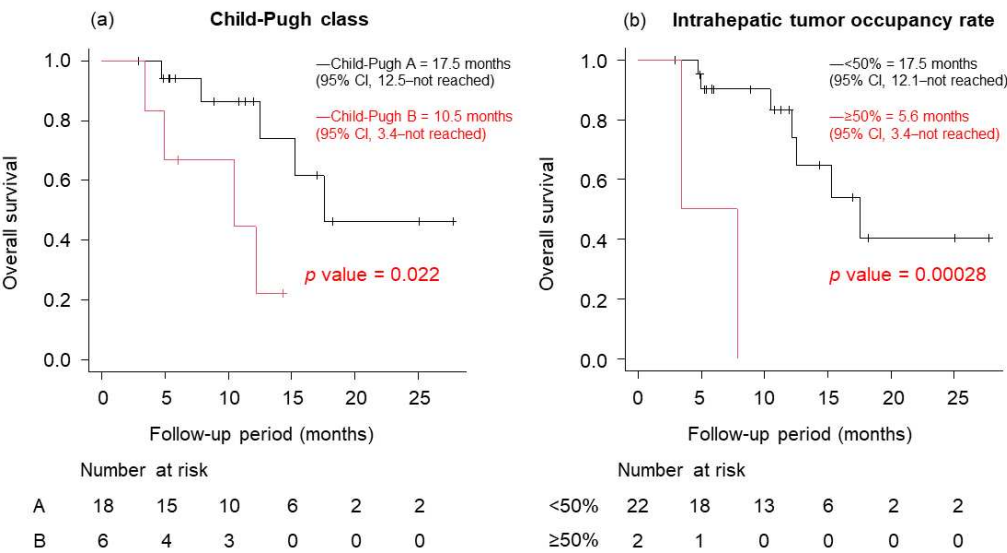 (a) Child-Pugh class
1.0
0.8
0.6
0.4
0.2
0.0
Overall survival
—Child-Pugh A = 17.5 months
(95% CI, 12.5–not reached)
—Child-Pugh B = 10.5 months
(95% CI, 3.4–not reached)
p value = 0.022
0 5 10 15 20 25
Follow-up period (months)
Number at risk
A 18 15 10 6 2 2
B 6 4 3 0 0 0
(b) Intrahepatic tumor occupancy rate
1.0
0.8
0.6
0.4
0.2
0.0
Overall survival
—<50% = 17.5 months
(95% CI, 12.1–not reached)
—≥50% = 5.6 months
(95% CI, 3.4–not reached)
p value = 0.00028
0 5 10 15 20 25
Follow-up period (months)
Number at risk
<50% 22 18 13 6 2 2
≥50% 2 1 0 0 0 0